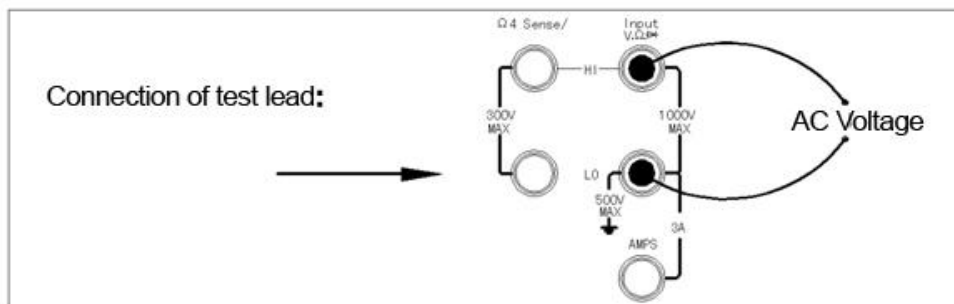 Ω4 Sense/
Input
V.Ω
HI
Connection of test lead:
300V
MAX
1000V
MAX
AC Voltage
LO
500V
MAX
3A
AMPS